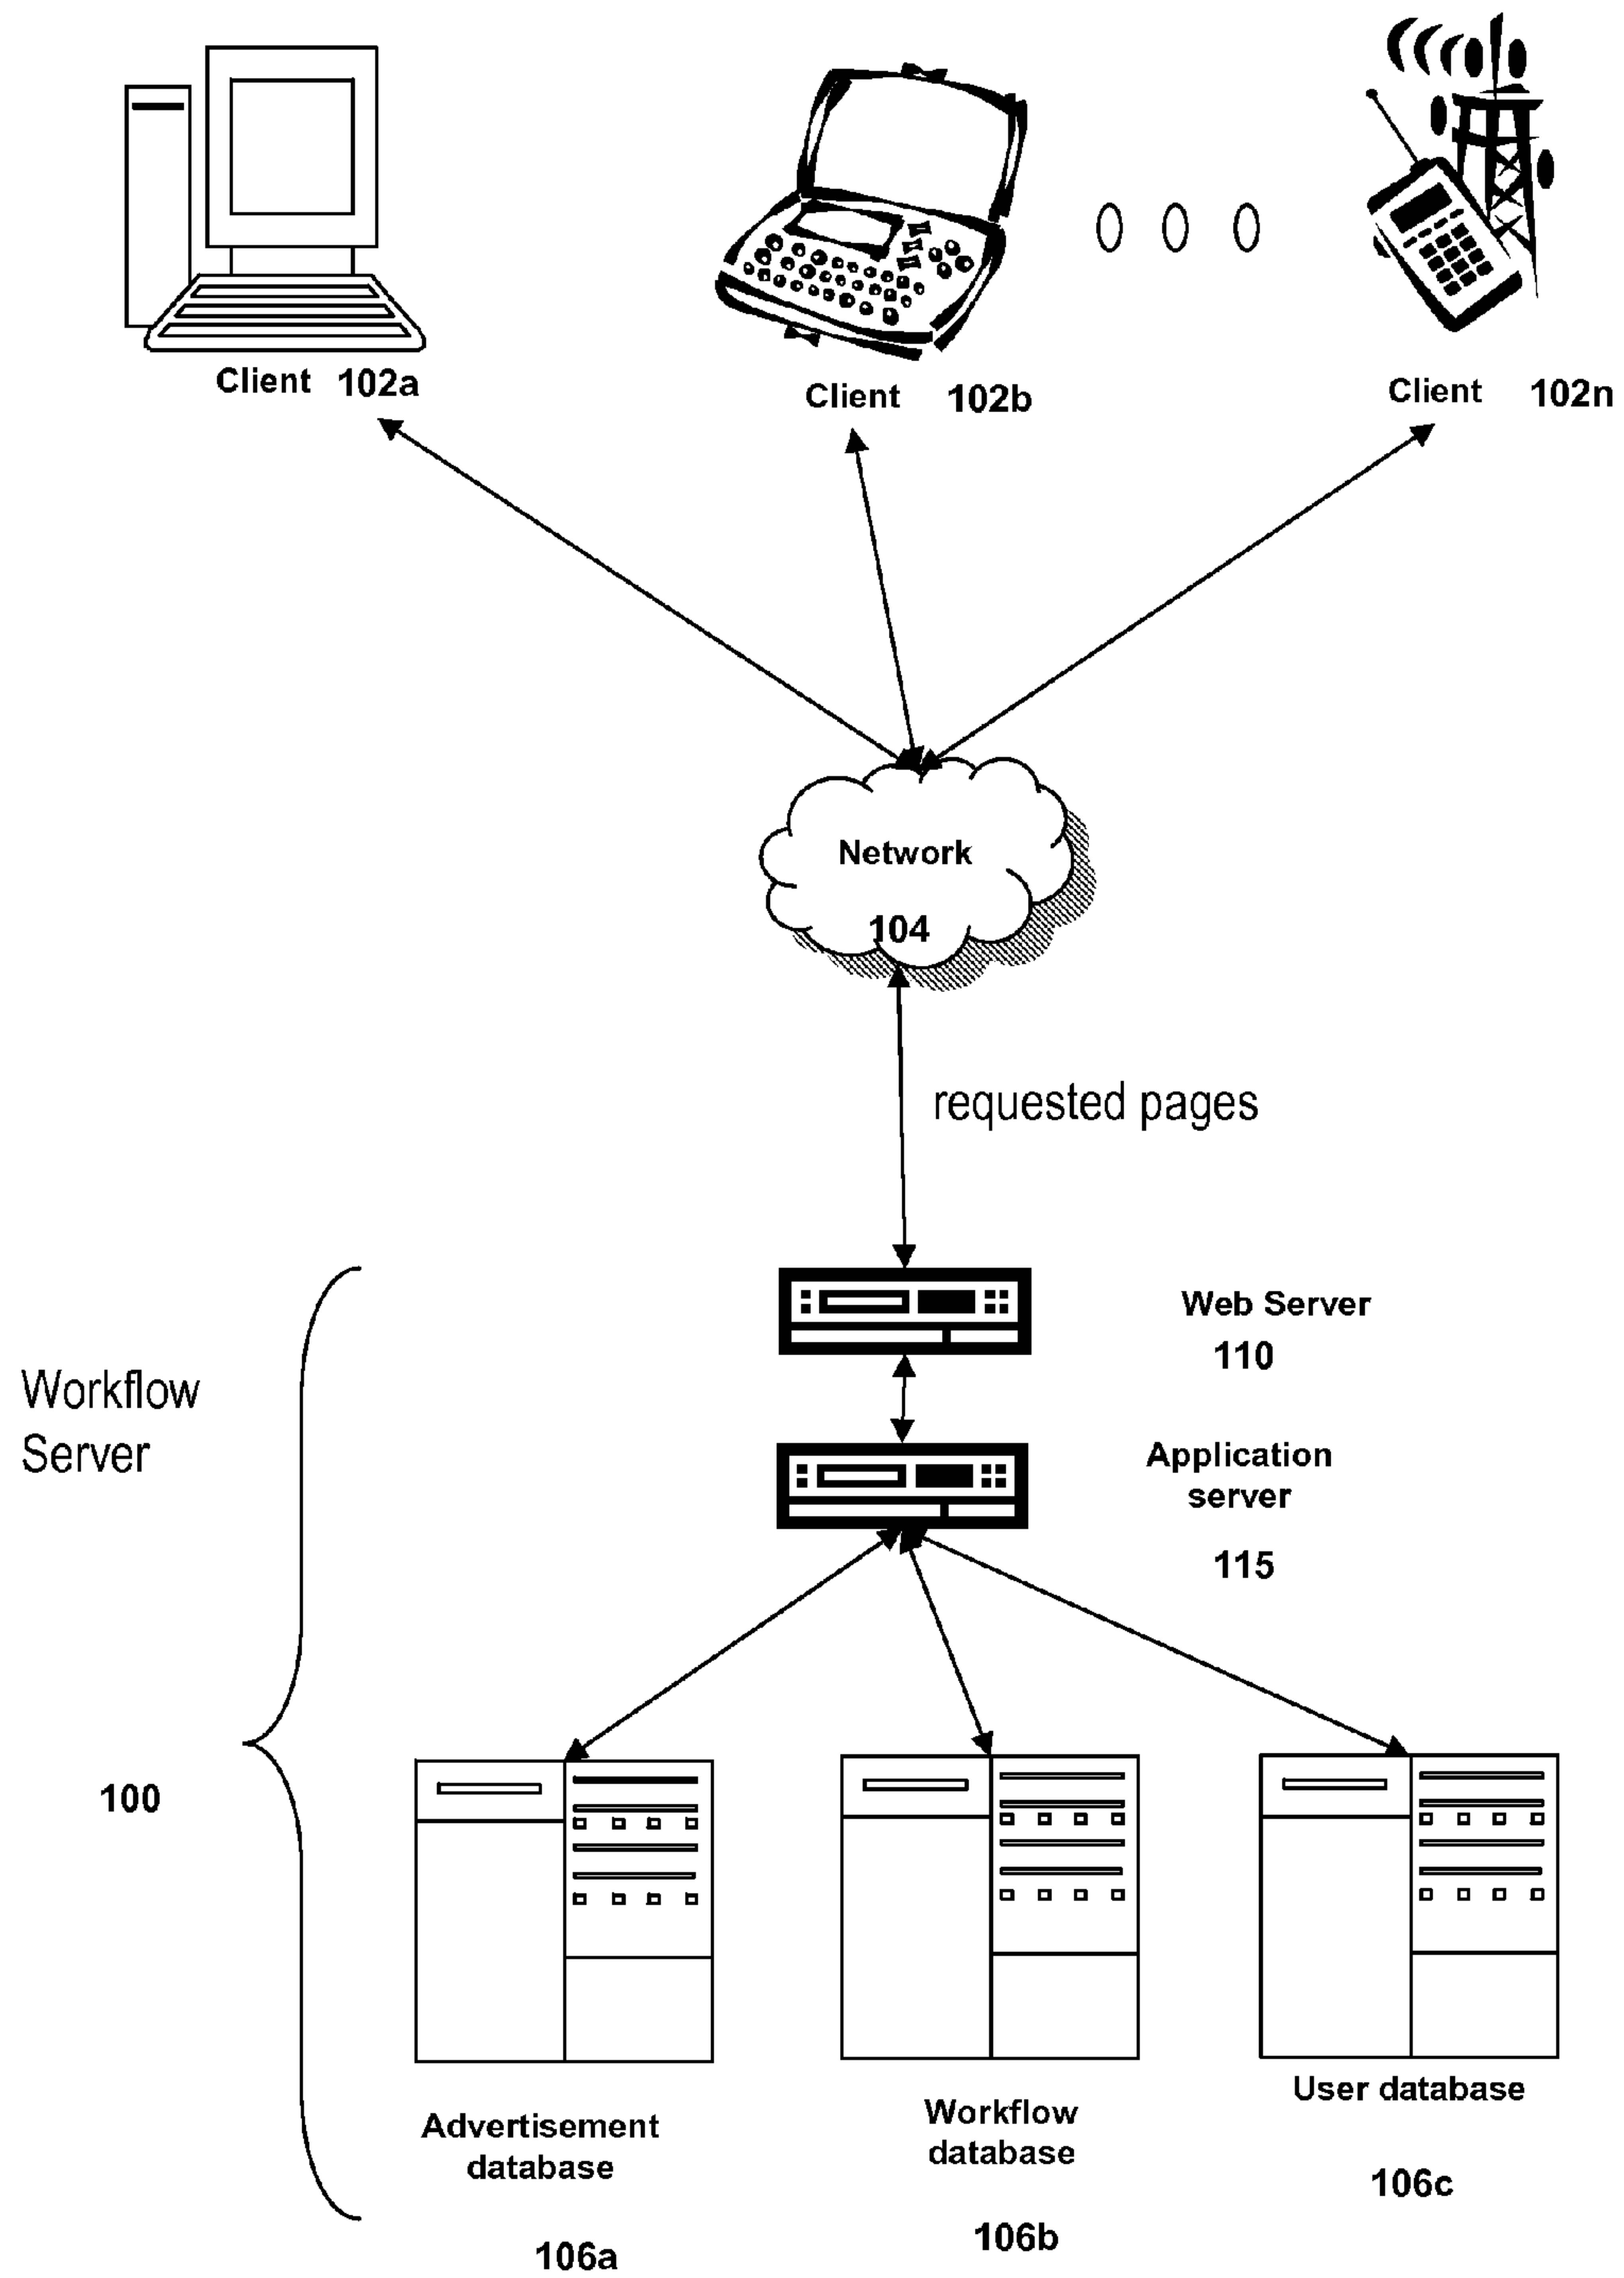 Client 102a
Client 102b
Client 102n
Network
104
requested pages
Web Server
110
Workflow
Server
Application
server
115
100
Advertisement
database
106a
Workflow
database
106b
User database
106c